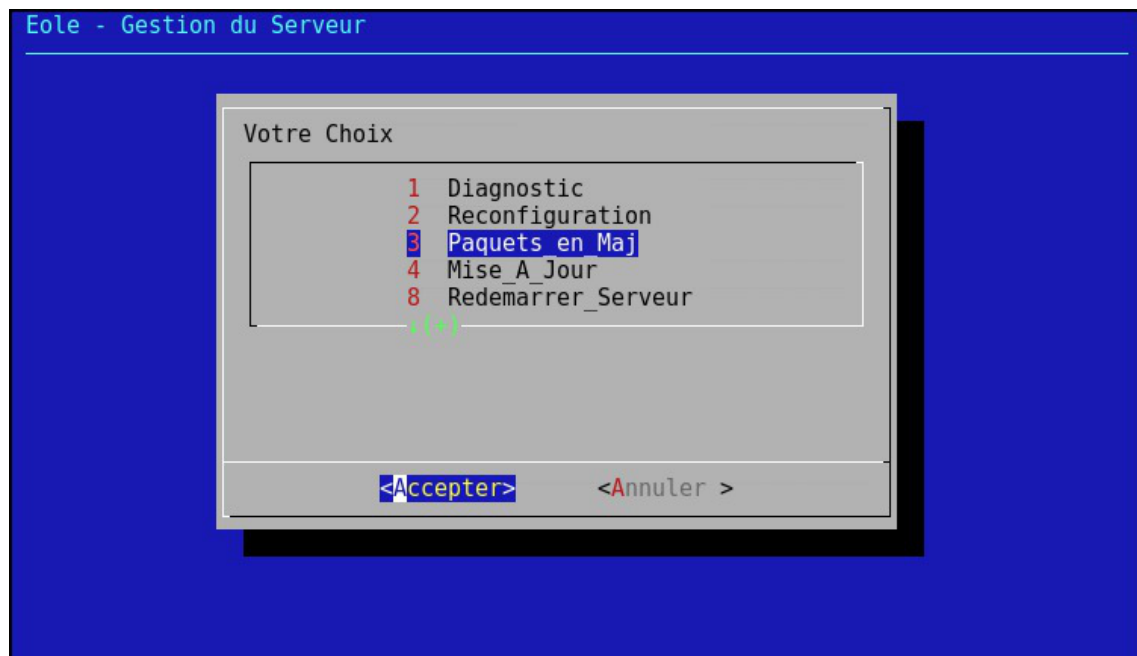 Eole - Gestion du Serveur
Votre Choix
1 Diagnostic
2 Reconfiguration
3 Paquets_en_Maj
4 Mise_A_Jour
8 Redemarrer_Serveur
↓(+)
<Accepter> <Annuler >